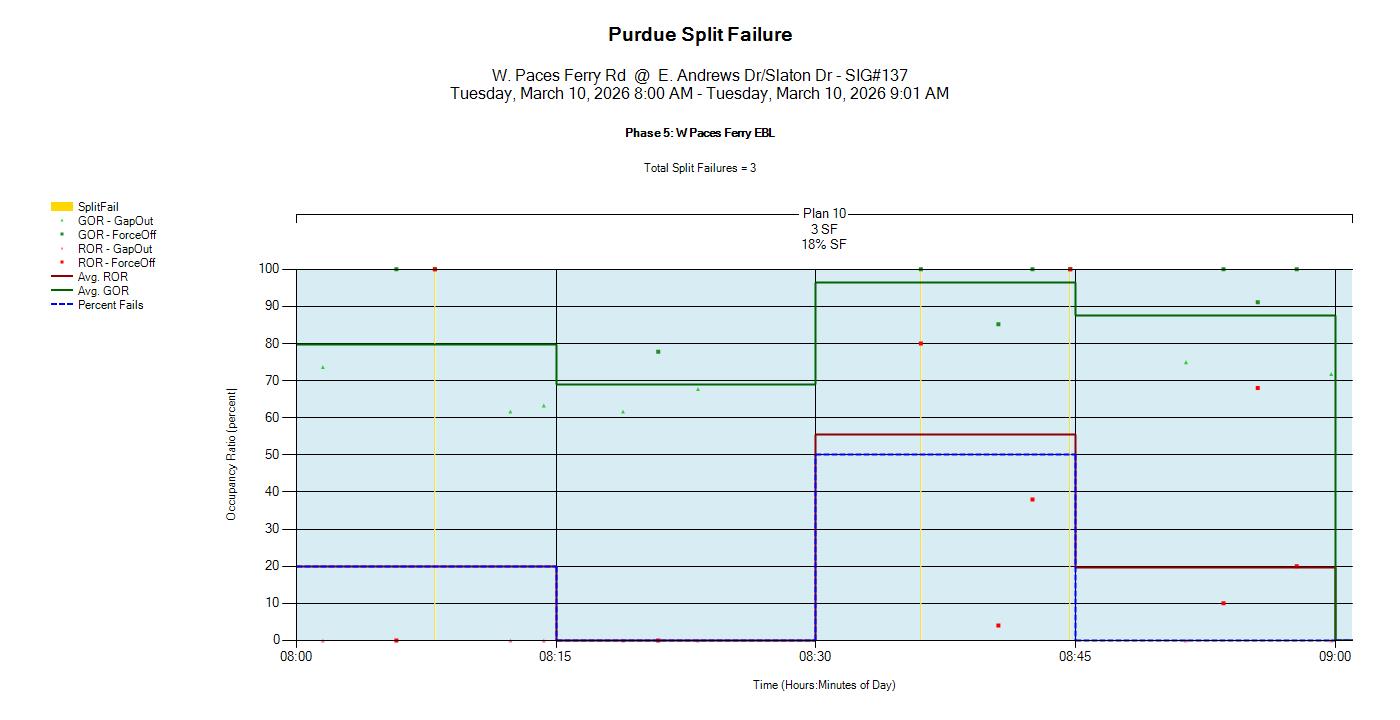 Purdue Split Failure
W. Paces Ferry Rd @ E. Andrews Dr/Slaton Dr - SIG#137
Tuesday, March 10, 2026 8:00 AM - Tuesday, March 10, 2026 9:01 AM
Phase 5: W Paces Ferry EBL
Total Split Failures = 3
SplitFail
GOR - GapOut
GOR - ForceOff
ROR - GapOut
ROR - ForceOff
Avg. ROR
Avg. GOR
Percent Fails
Plan 10
3 SF
18% SF
Occupancy Ratio (percent)
100
90
80
70
60
50
40
30
20
10
0
08:00 08:15 08:30 08:45 09:00
Time (Hours:Minutes of Day)